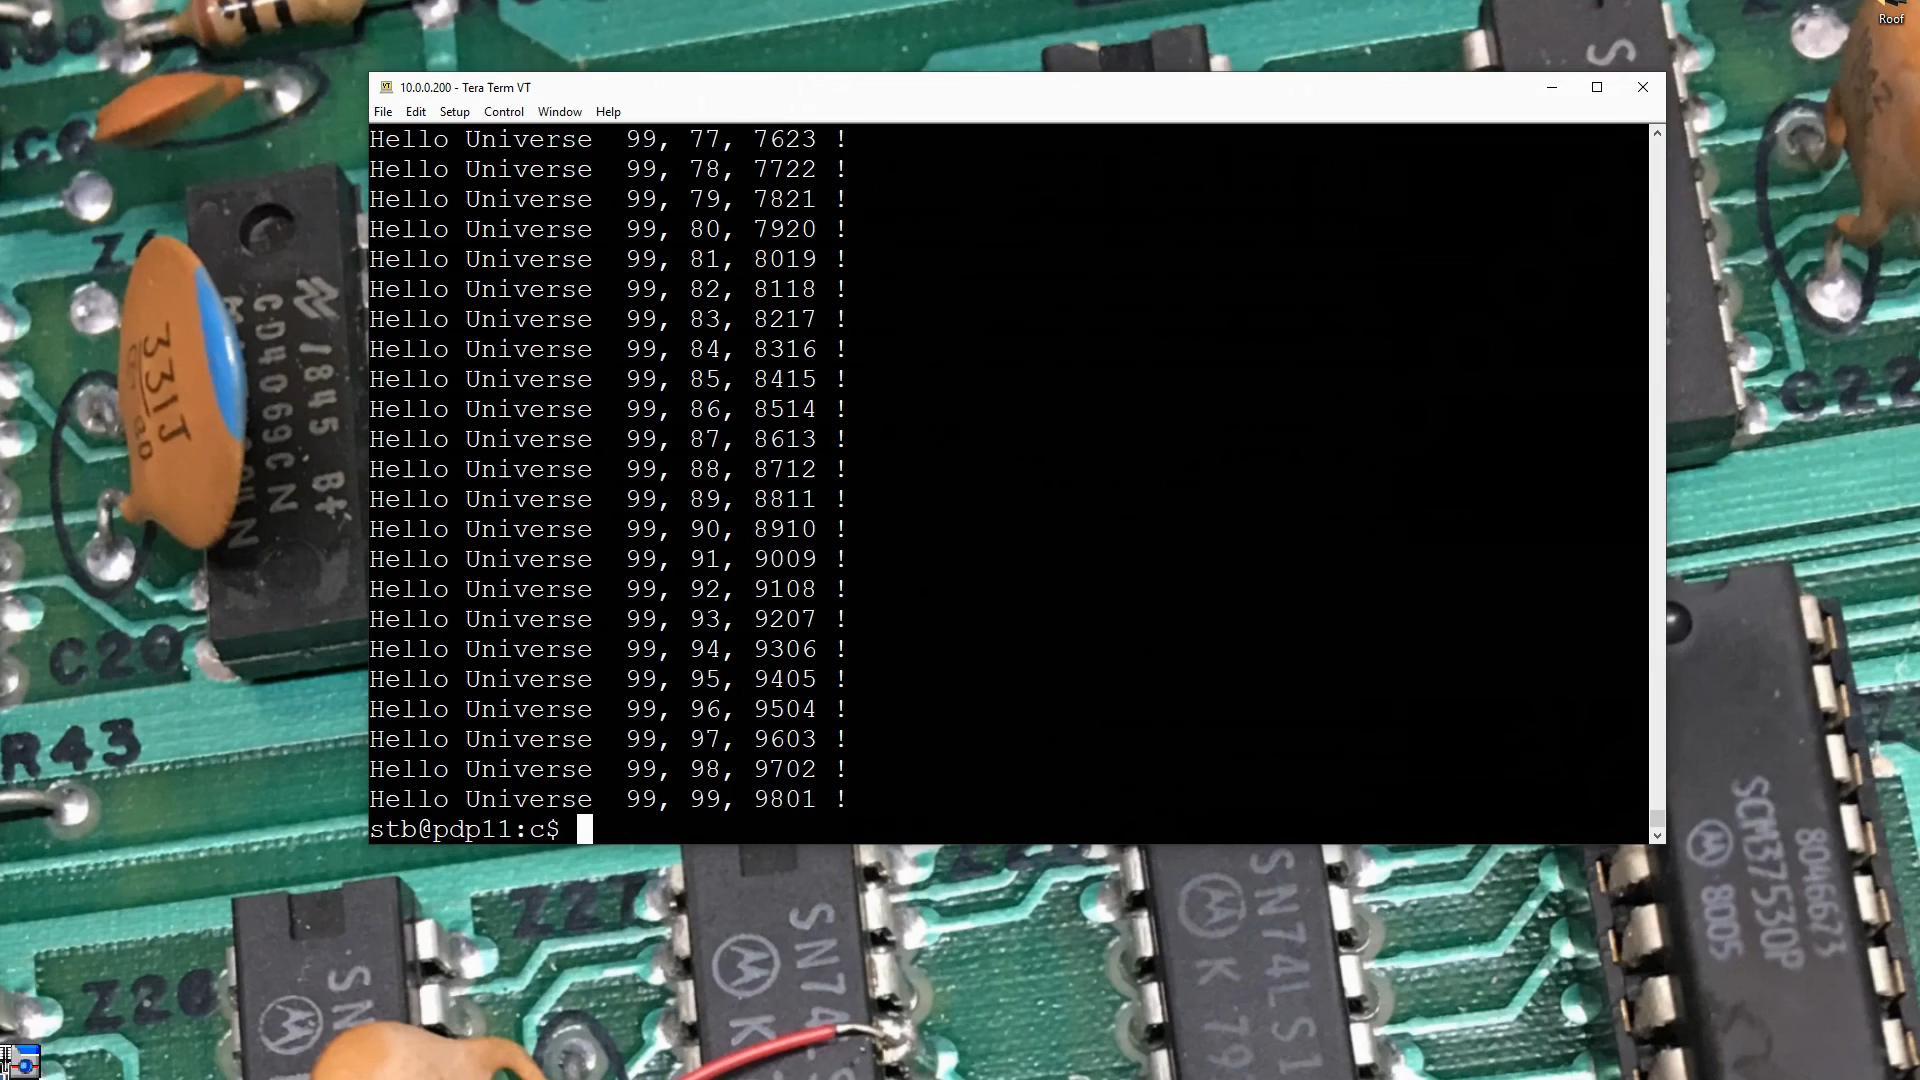 Roof
10.0.0.200 - Tera Term VT
File Edit Setup Control Window Help
Hello Universe  99, 77, 7623 !
Hello Universe  99, 78, 7722 !
Hello Universe  99, 79, 7821 !
Hello Universe  99, 80, 7920 !
Hello Universe  99, 81, 8019 !
Hello Universe  99, 82, 8118 !
Hello Universe  99, 83, 8217 !
Hello Universe  99, 84, 8316 !
Hello Universe  99, 85, 8415 !
Hello Universe  99, 86, 8514 !
Hello Universe  99, 87, 8613 !
Hello Universe  99, 88, 8712 !
Hello Universe  99, 89, 8811 !
Hello Universe  99, 90, 8910 !
Hello Universe  99, 91, 9009 !
Hello Universe  99, 92, 9108 !
Hello Universe  99, 93, 9207 !
Hello Universe  99, 94, 9306 !
Hello Universe  99, 95, 9405 !
Hello Universe  99, 96, 9504 !
Hello Universe  99, 97, 9603 !
Hello Universe  99, 98, 9702 !
Hello Universe  99, 99, 9801 !
stb@pdp11:c$
331J
/845 B+
CD4069CN
C20
R43
C22
Z26
Z27
SN
SN74
K
SN74LS1
K 79
8046673
SCM37530P
8005